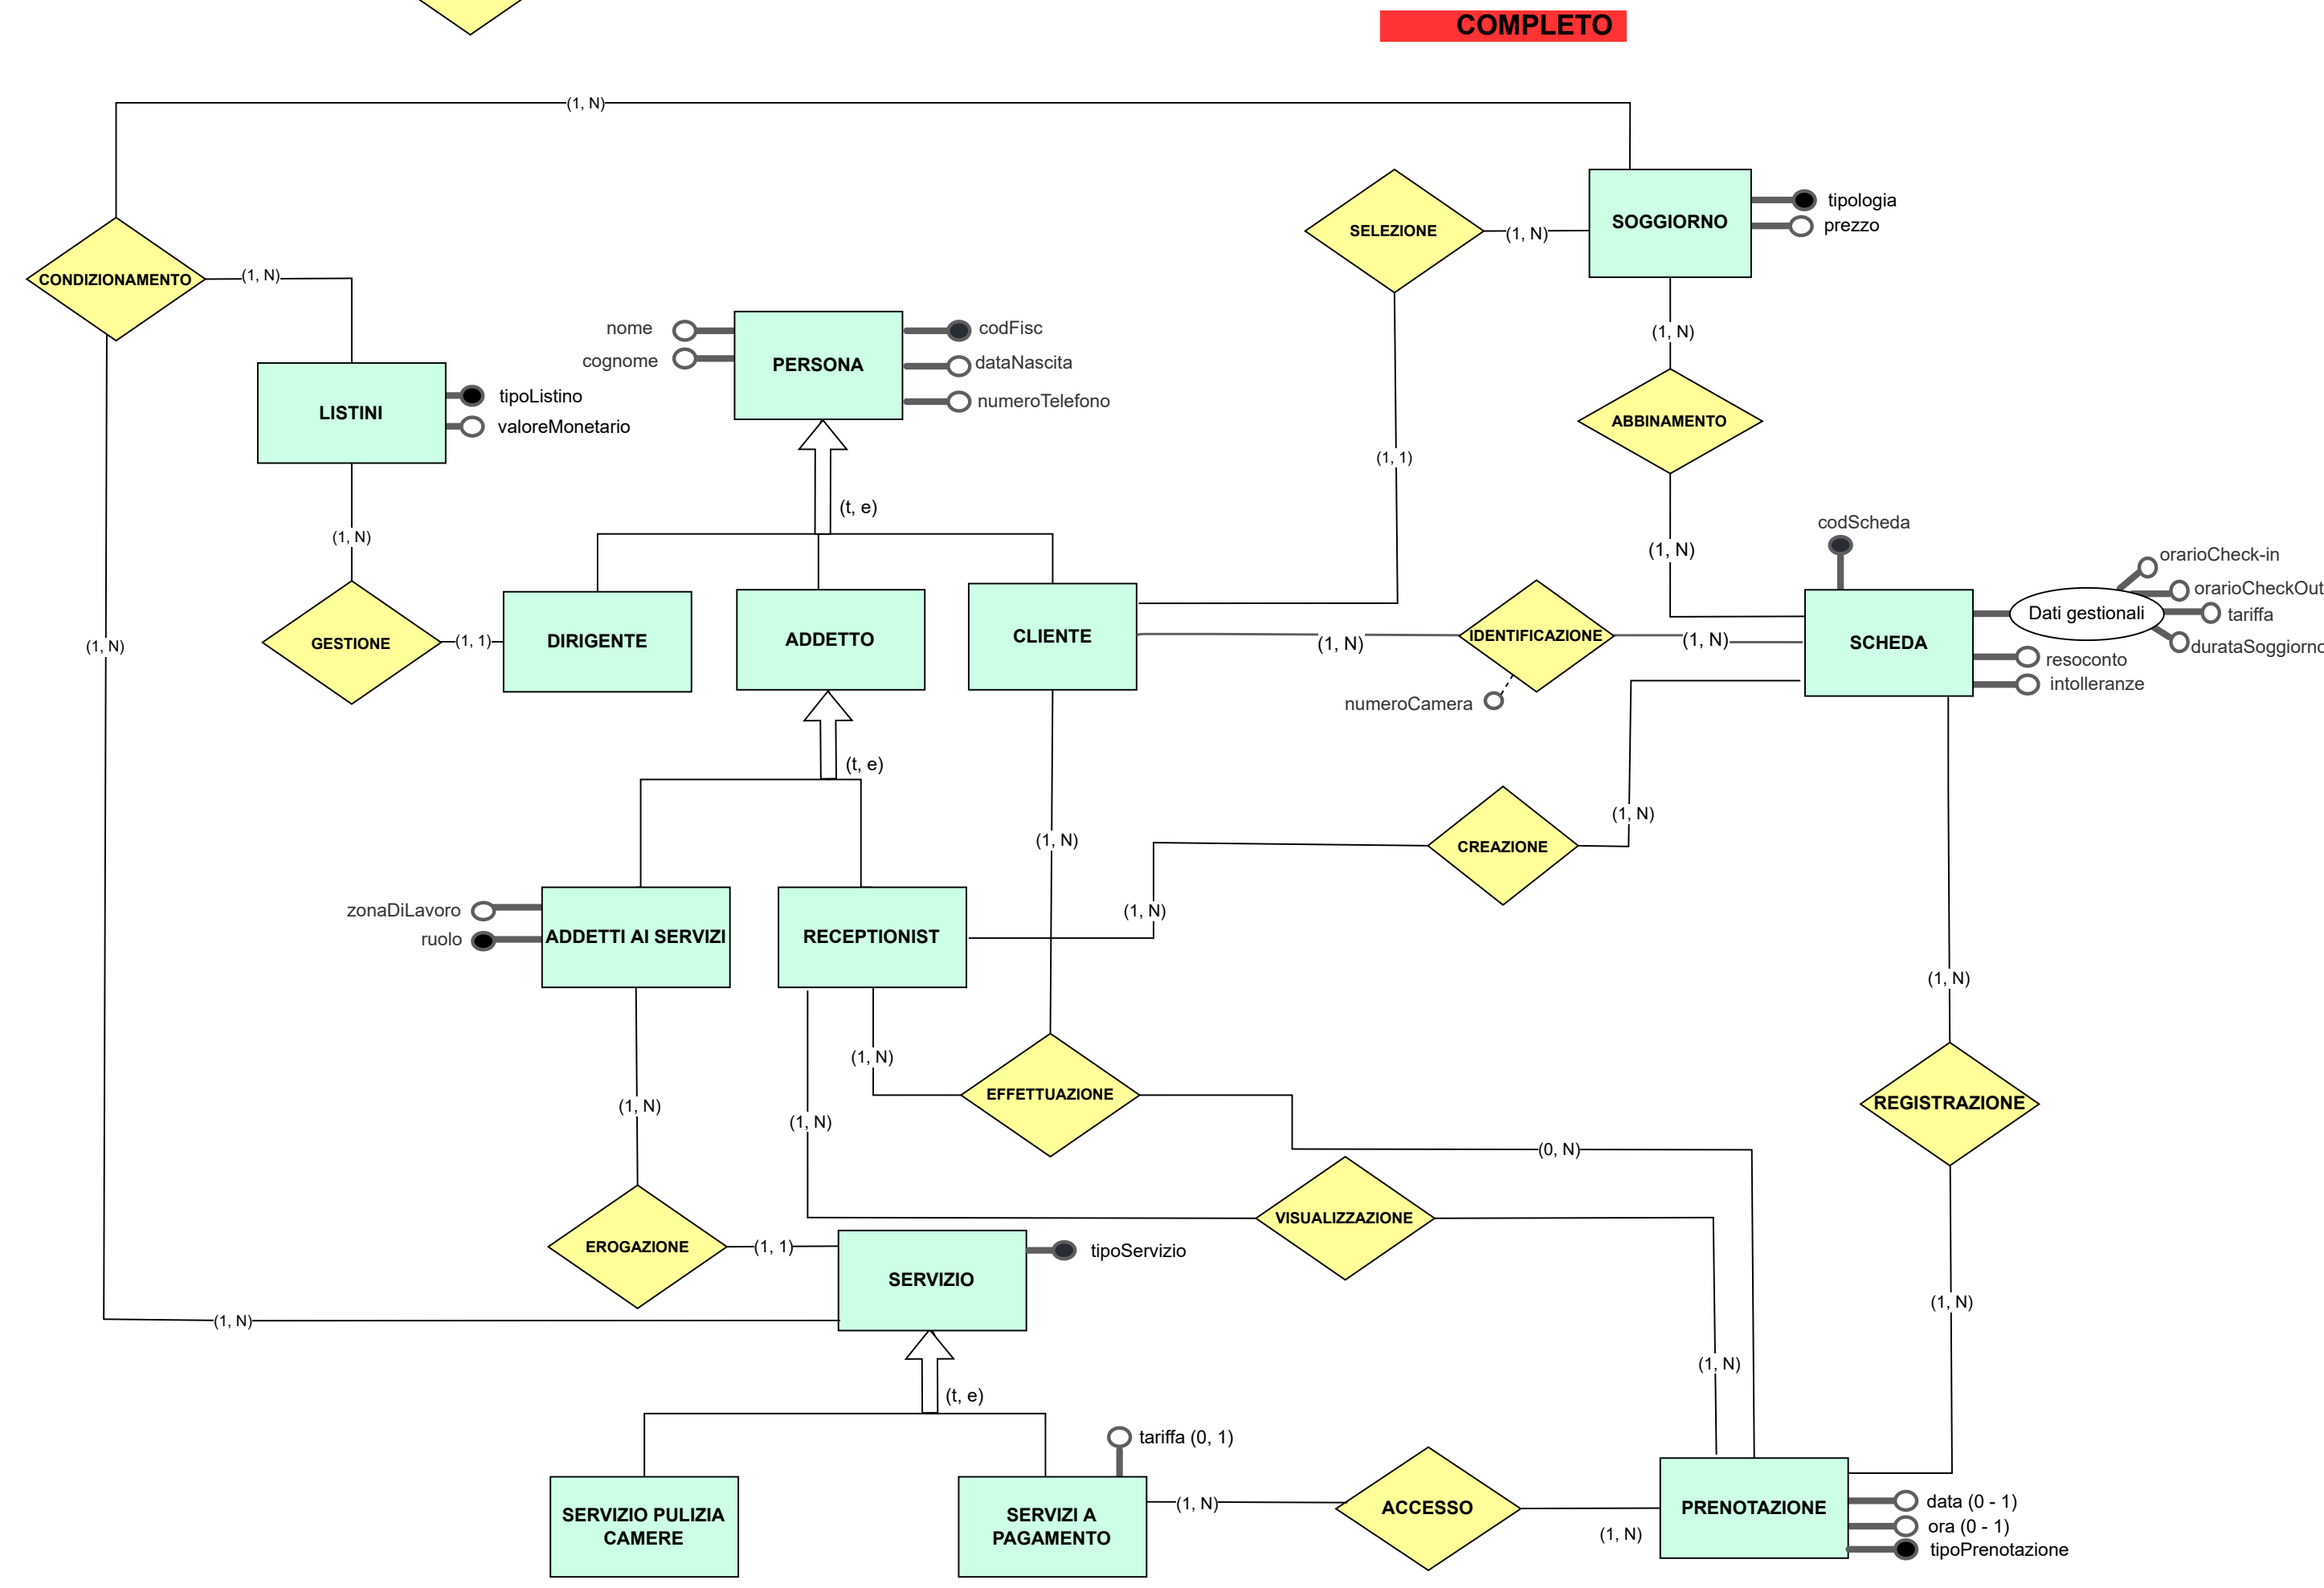 COMPLETO
(1, N)
tipologia
SOGGIORNO
prezzo
SELEZIONE
(1, N)
CONDIZIONAMENTO
(1, N)
nome
cognome
PERSONA
codFisc
dataNascita
numeroTelefono
(1, N)
LISTINI
tipoListino
valoreMonetario
ABBINAMENTO
(1, 1)
(t, e)
(1, N)
(1, N)
codScheda
orarioCheck-in
orarioCheckOut
Dati gestionali
tariffa
durataSoggiorno
resoconto
intolleranze
GESTIONE
(1, 1)
DIRIGENTE
ADDETTO
CLIENTE
(1, N)
IDENTIFICAZIONE
(1, N)
SCHEDA
(1, N)
numeroCamera
(t, e)
(1, N)
(1, N)
CREAZIONE
zonaDiLavoro
ruolo
ADDETTI AI SERVIZI
RECEPTIONIST
(1, N)
(1, N)
(1, N)
(1, N)
(1, N)
EFFETTUAZIONE
REGISTRAZIONE
(0, N)
EROGAZIONE
(1, 1)
SERVIZIO
tipoServizio
VISUALIZZAZIONE
(1, N)
(1, N)
(1, N)
(t, e)
tariffa (0, 1)
SERVIZIO PULIZIA
CAMERE
SERVIZI A
PAGAMENTO
(1, N)
ACCESSO
(1, N)
PRENOTAZIONE
data (0 - 1)
ora (0 - 1)
tipoPrenotazione